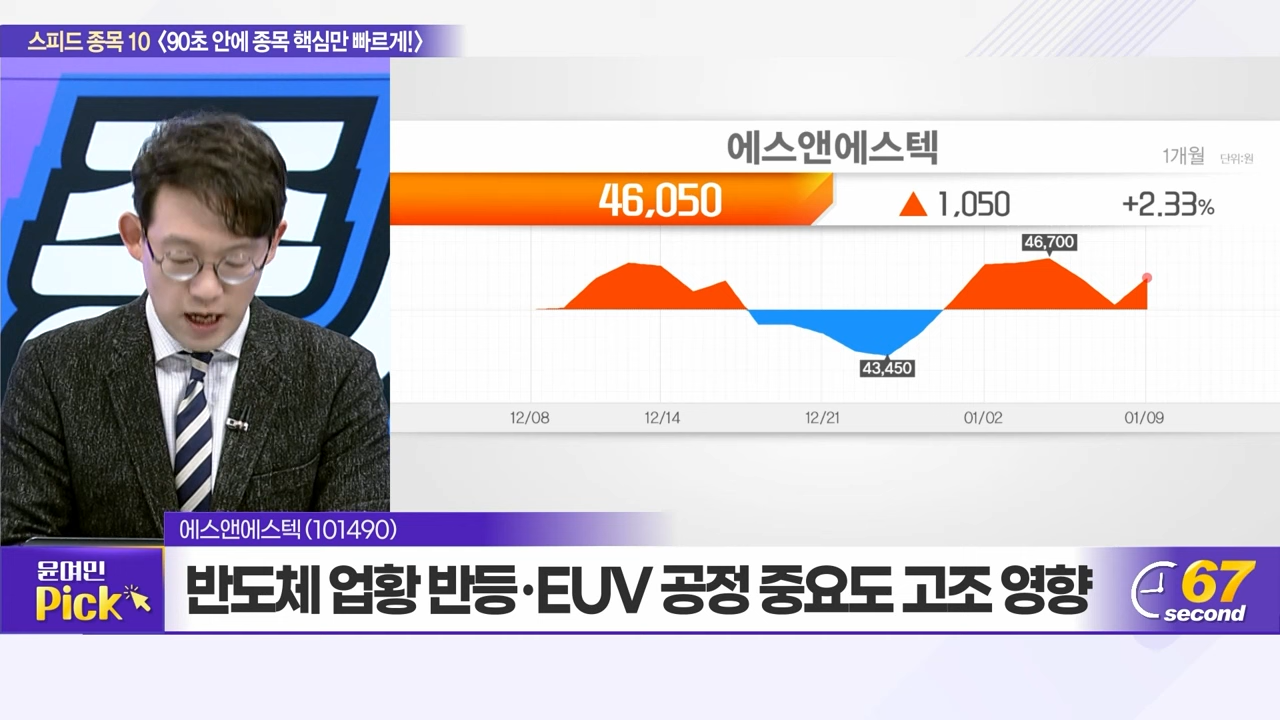 스피드 종목 10 <90초 안에 종목 핵심만 빠르게!>
에스앤에스텍
1개월 단위:원
46,050 ▲ 1,050 +2.33%
46,700
43,450
12/08 12/14 12/21 01/02 01/09
에스앤에스텍(101490)
윤여민
Pick
반도체 업황 반등·EUV 공정 중요도 고조 영향
67
second